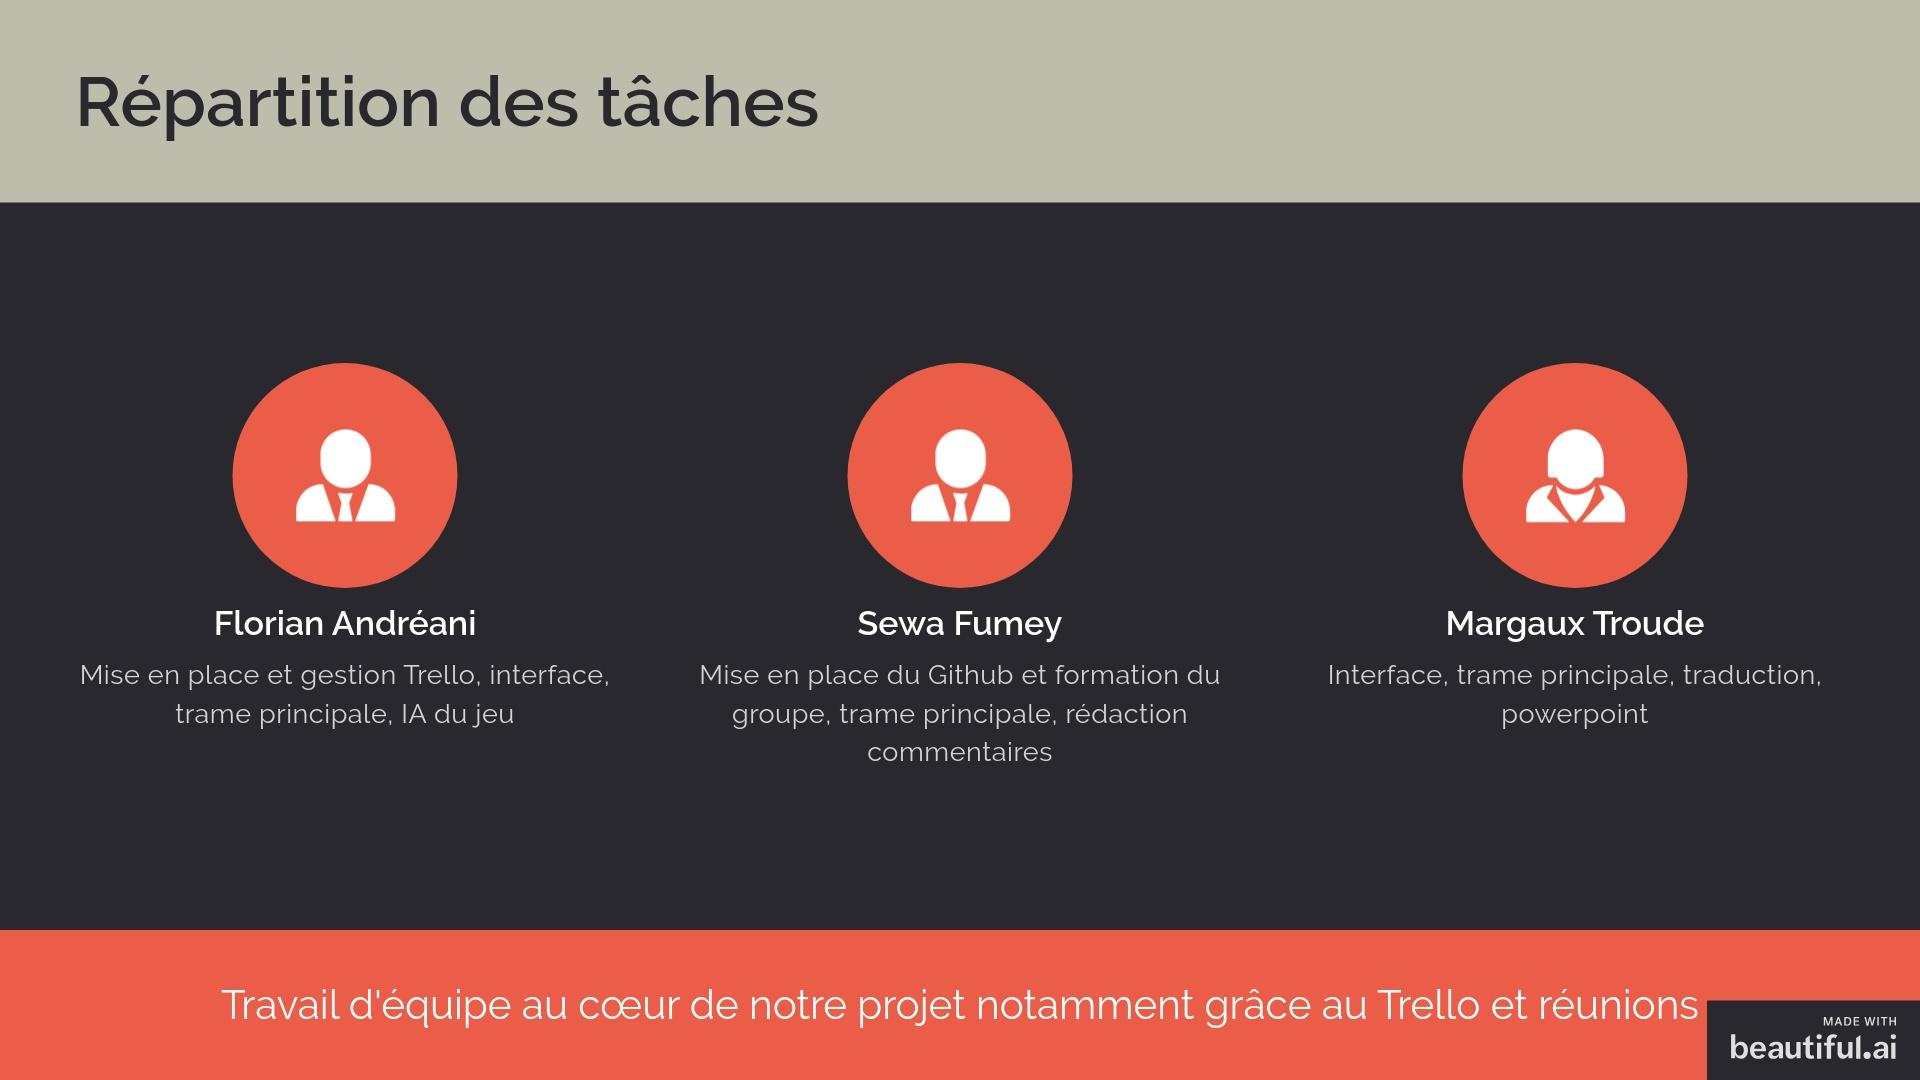 Répartition des tâches
Florian Andréani
Mise en place et gestion Trello, interface,
trame principale, IA du jeu
Sewa Fumey
Mise en place du Github et formation du
groupe, trame principale, rédaction
commentaires
Margaux Troude
Interface, trame principale, traduction,
powerpoint
Travail d'équipe au cœur de notre projet notamment grâce au Trello et réunions
MADE WITH
beautiful.ai